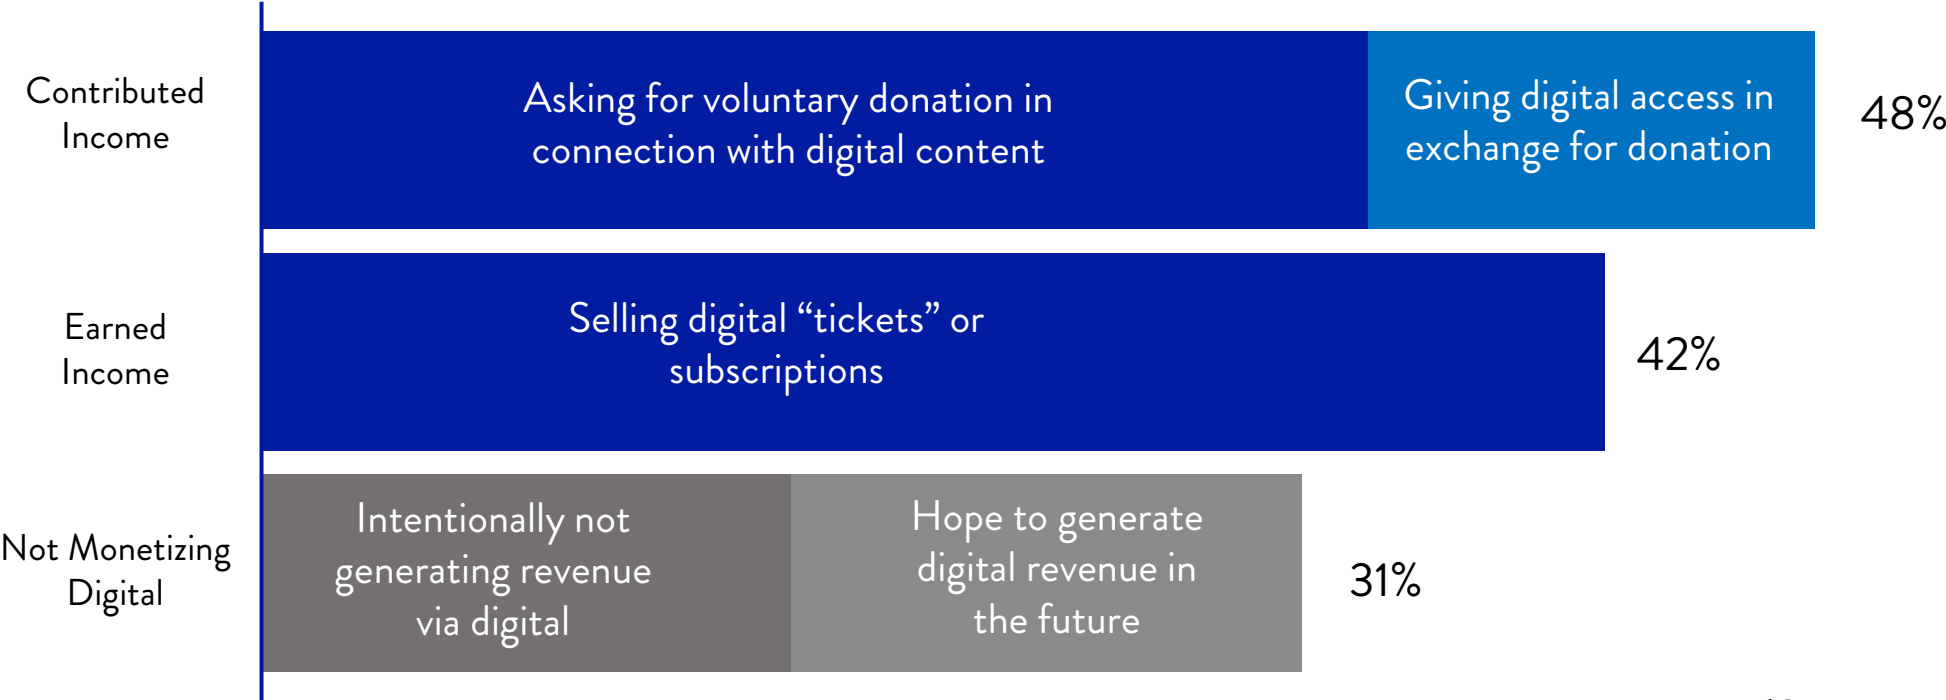 Contributed
Income
Asking for voluntary donation in
connection with digital content
Giving digital access in
exchange for donation
48%
Earned
Income
Selling digital “tickets” or
subscriptions
42%
Not Monetizing
Digital
Intentionally not
generating revenue
via digital
Hope to generate
digital revenue in
the future
31%